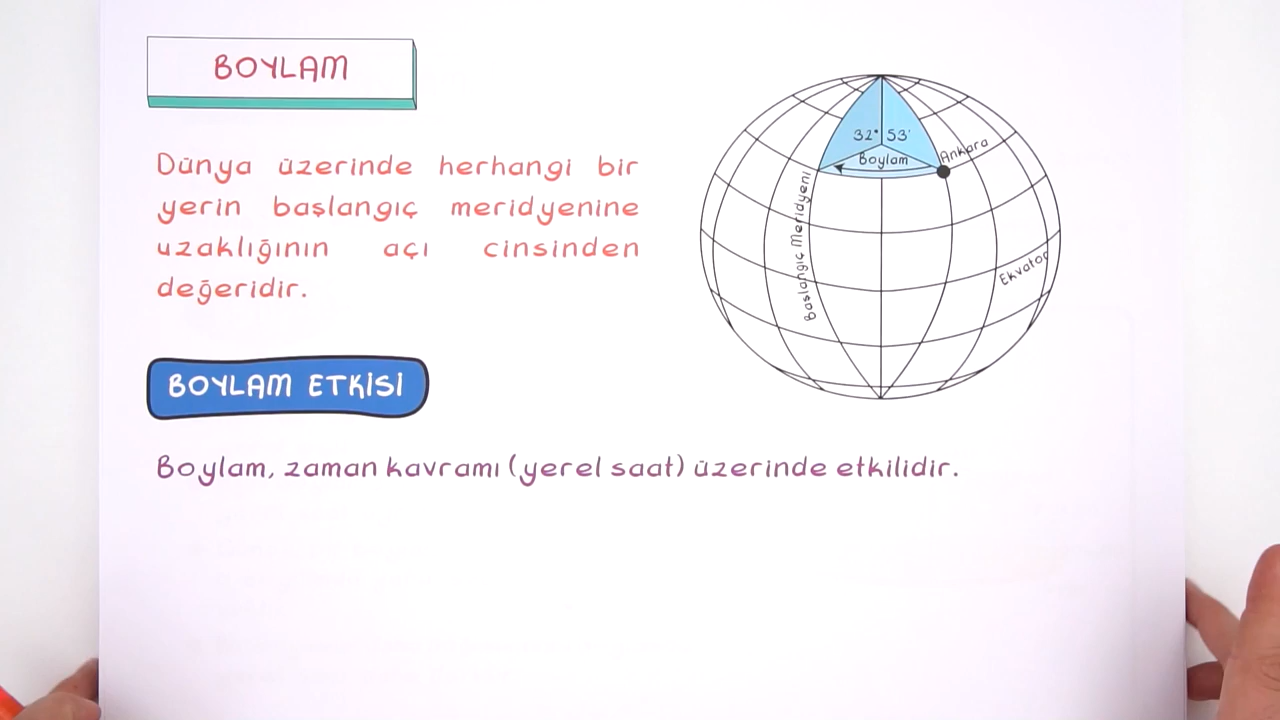 BOYLAM
Dünya üzerinde herhangi bir
yerin başlangıç meridyenine
uzaklığının açı cinsinden
değeridir.
32° 53'
Boylam
Ankara
Başlangıç Meridyeni
Ekvator
BOYLAM ETKİSİ
Boylam, zaman kavramı (yerel saat) üzerinde etkilidir.